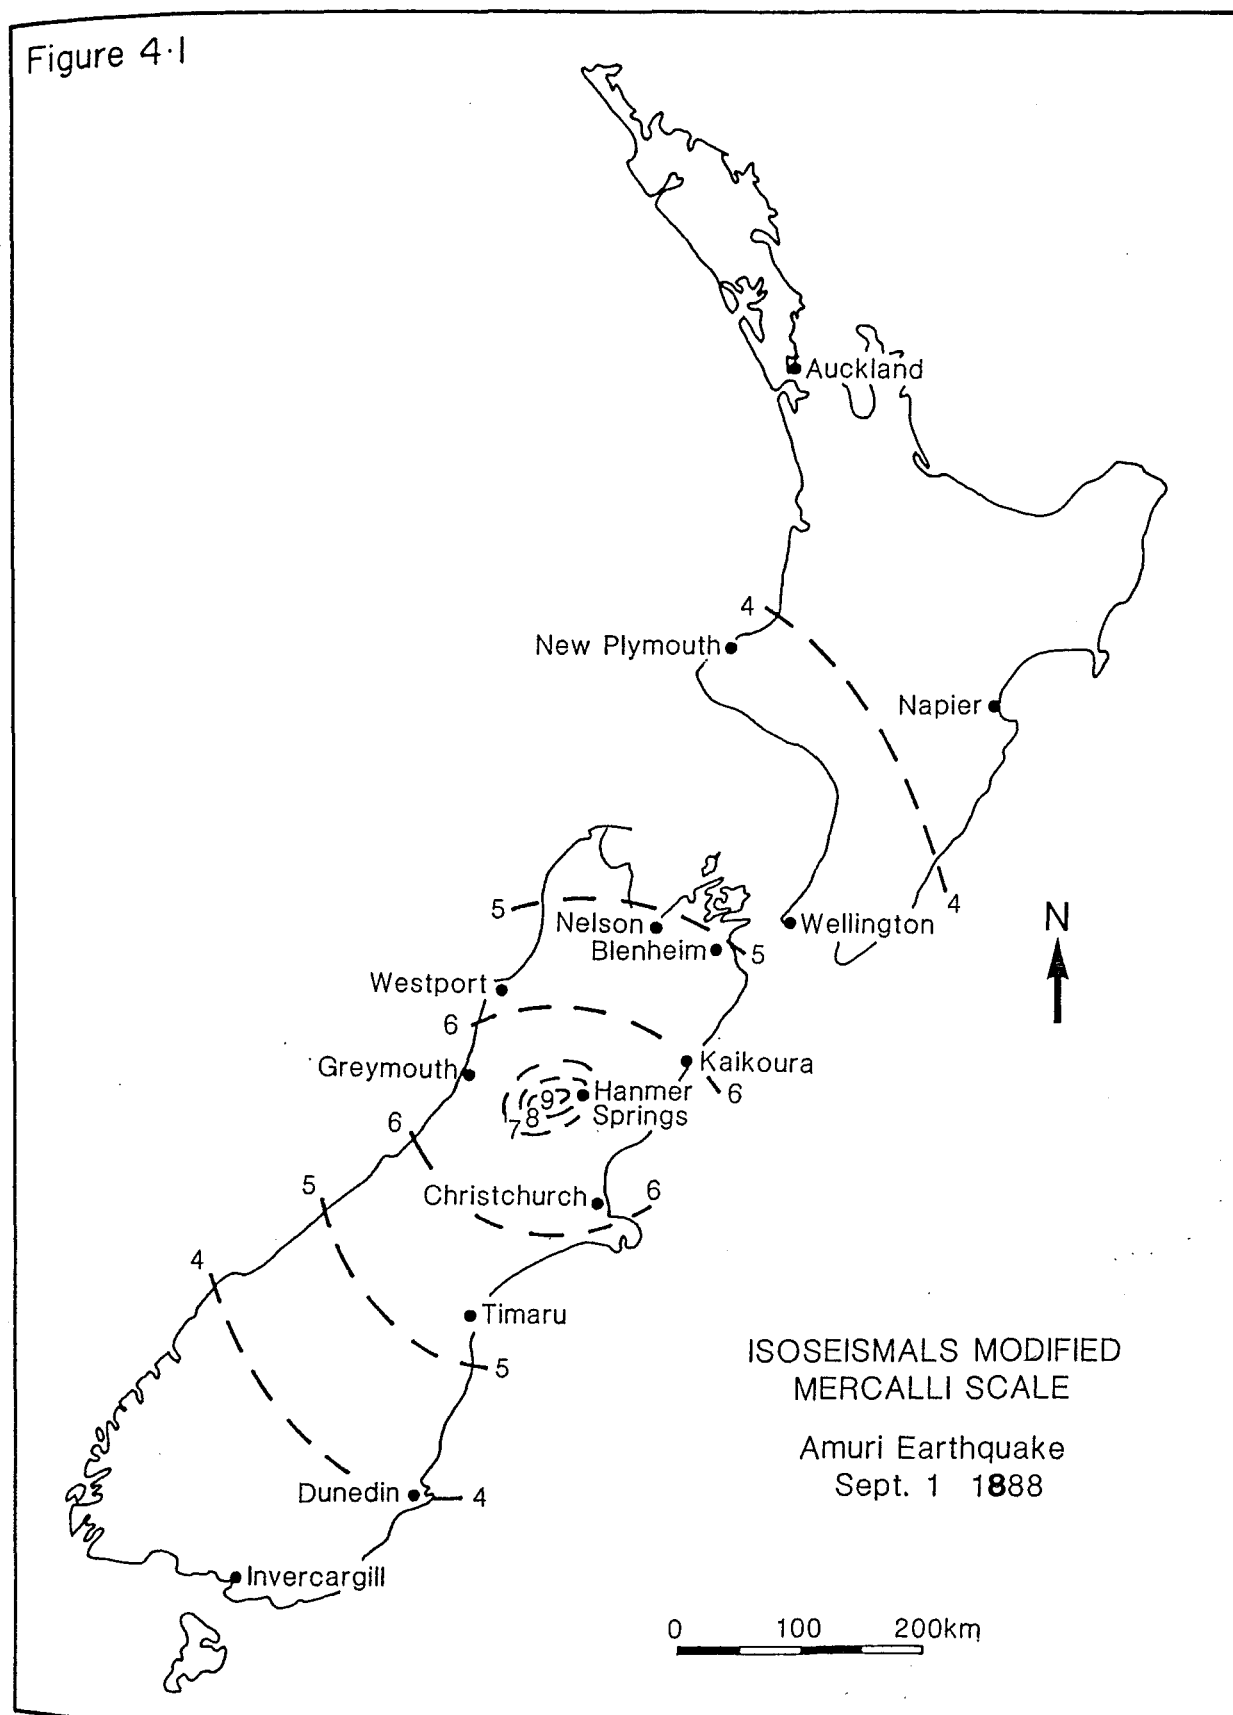 Figure 4·1
Auckland
4
New Plymouth
Napier
4
5
Nelson
Wellington
N
Blenheim
5
Westport
6
Greymouth
Kaikoura
Hanmer
Springs
6
9
8
7
6
Christchurch
6
5
4
Timaru
5
ISOSEISMALS MODIFIED
MERCALLI SCALE
Amuri Earthquake
Sept. 1 1888
Dunedin
4
Invercargill
0 100 200km